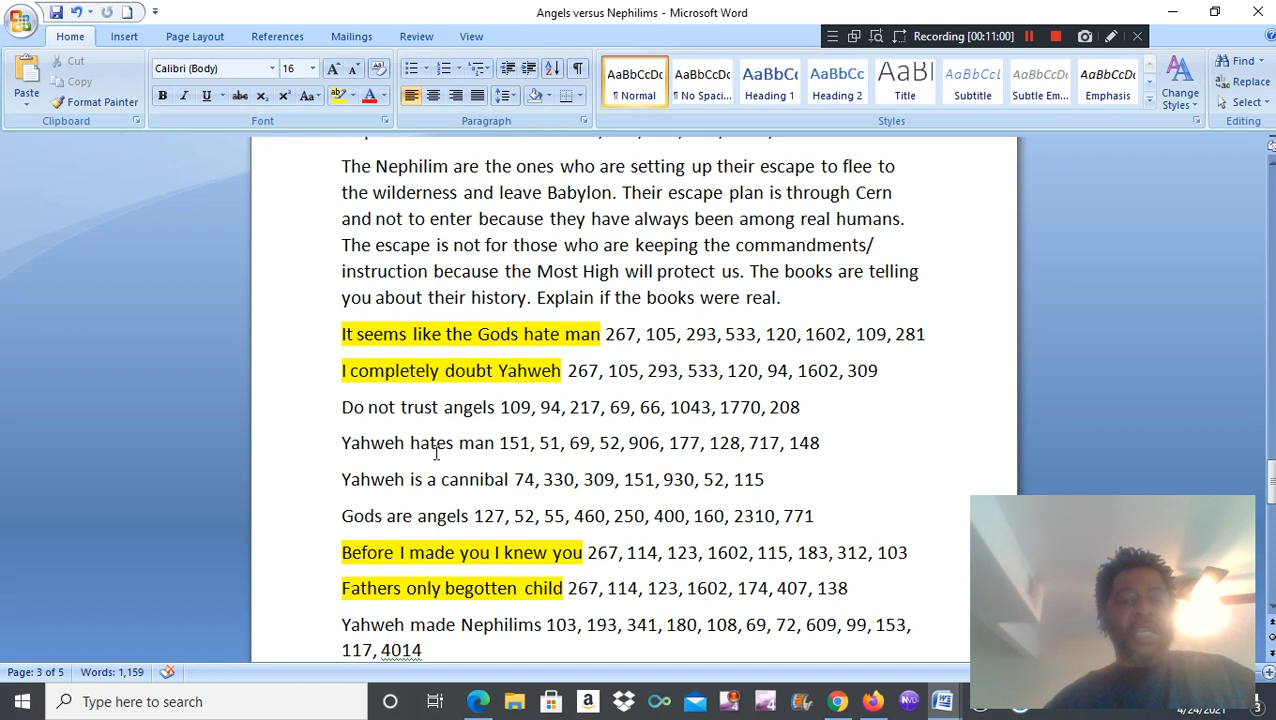 Angels versus Nephilims - Microsoft Word
Recording [00:11:00]
Home Insert Page Layout References Mailings Review View
Cut
Copy
Format Painter
Paste
Clipboard
Calibri (Body) 16
Font
Paragraph
AaBbCcDc AaBbCcDc AaBbCc AaBbCc AaBl AaBbCcL AaBbCcDt AaBbCcDt
¶ Normal ¶ No Spaci... Heading 1 Heading 2 Title Subtitle Subtle Em... Emphasis
Change Styles
Styles
Find
Replace
Select
Editing
The Nephilim are the ones who are setting up their escape to flee to
the wilderness and leave Babylon. Their escape plan is through Cern
and not to enter because they have always been among real humans.
The escape is not for those who are keeping the commandments/
instruction because the Most High will protect us. The books are telling
you about their history. Explain if the books were real.
It seems like the Gods hate man 267, 105, 293, 533, 120, 1602, 109, 281
I completely doubt Yahweh 267, 105, 293, 533, 120, 94, 1602, 309
Do not trust angels 109, 94, 217, 69, 66, 1043, 1770, 208
Yahweh hates man 151, 51, 69, 52, 906, 177, 128, 717, 148
Yahweh is a cannibal 74, 330, 309, 151, 930, 52, 115
Gods are angels 127, 52, 55, 460, 250, 400, 160, 2310, 771
Before I made you I knew you 267, 114, 123, 1602, 115, 183, 312, 103
Fathers only begotten child 267, 114, 123, 1602, 174, 407, 138
Yahweh made Nephilims 103, 193, 341, 180, 108, 69, 72, 609, 99, 153,
117, 4014
Page: 3 of 5 Words: 1,159
Type here to search
4/24/2021